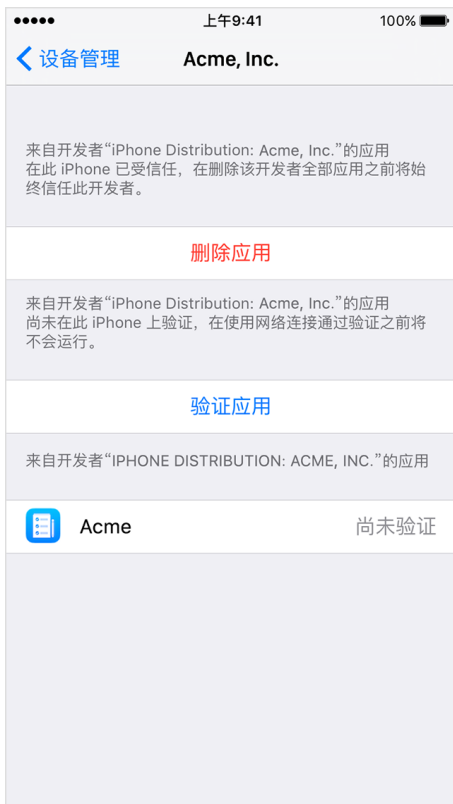 上午9:41
100%
设备管理
Acme, Inc.
来自开发者“iPhone Distribution: Acme, Inc.”的应用
在此 iPhone 已受信任，在删除该开发者全部应用之前将始
终信任此开发者。
删除应用
来自开发者“iPhone Distribution: Acme, Inc.”的应用
尚未在此 iPhone 上验证，在使用网络连接通过验证之前将
不会运行。
验证应用
来自开发者“IPHONE DISTRIBUTION: ACME, INC.”的应用
Acme
尚未验证